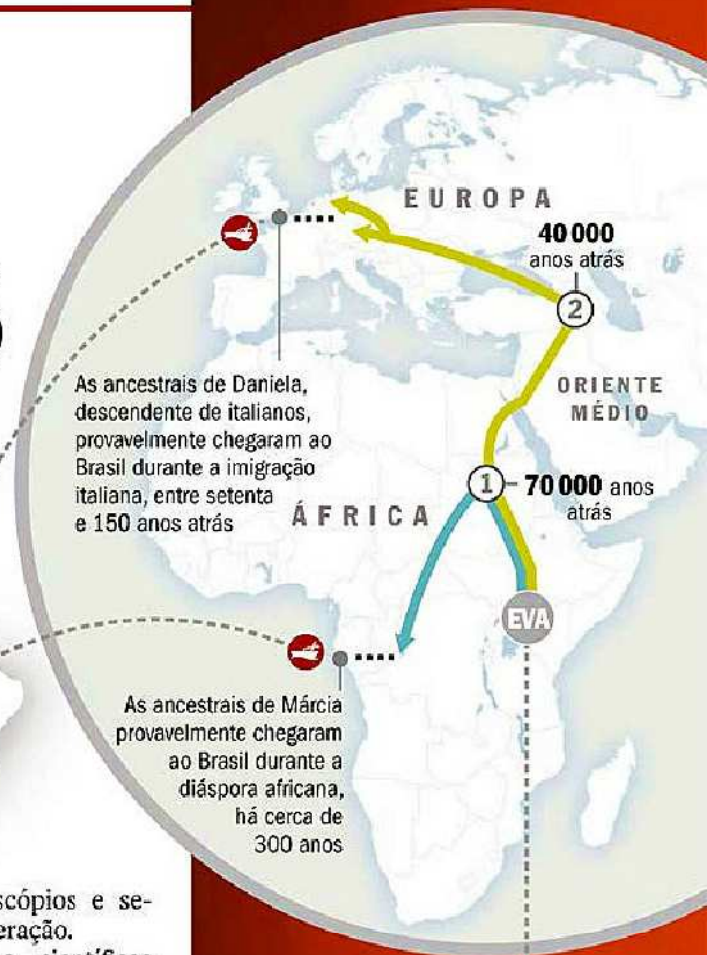 EUROPA
40 000
anos atrás
2
ORIENTE
MÉDIO
As ancestrais de Daniela,
descendente de italianos,
provavelmente chegaram ao
Brasil durante a imigração
italiana, entre setenta
e 150 anos atrás
ÁFRICA
1
70 000 anos
atrás
EVA
As ancestrais de Márcia
provavelmente chegaram
ao Brasil durante a
diáspora africana,
há cerca de
300 anos
scópios e se-
eração.